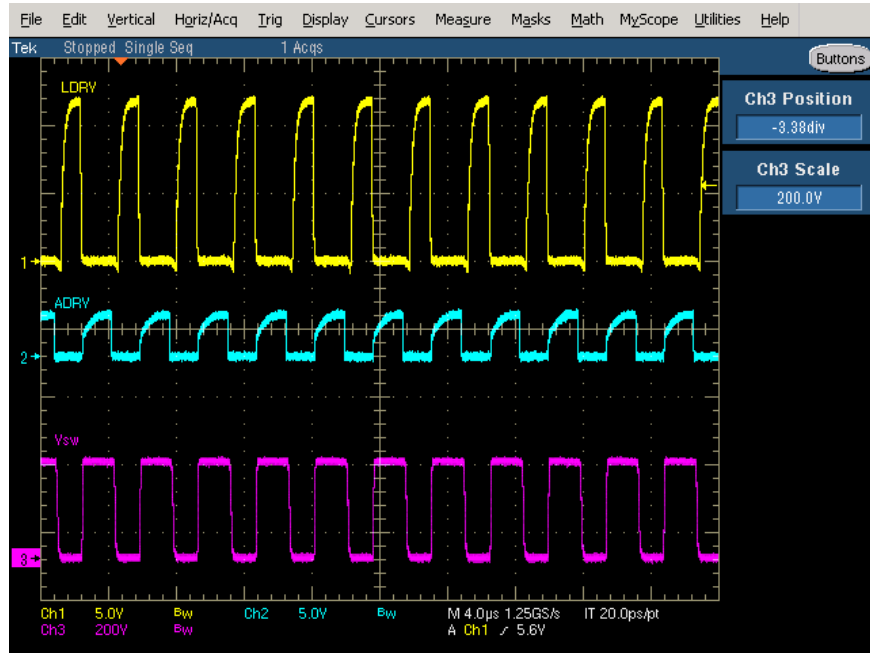 File Edit Vertical Horiz/Acq Trig Display Cursors Measure Masks Math MyScope Utilities Help
Tek Stopped Single Seq 1 Acqs
Buttons
LDRV
Ch3 Position
-3.38div
Ch3 Scale
200.0V
1
ADRV
2
Vsw
3
Ch1 5.0V Bw Ch2 5.0V Bw M 4.0µs 1.25GS/s IT 20.0ps/pt
Ch3 200V Bw A Ch1 5.6V